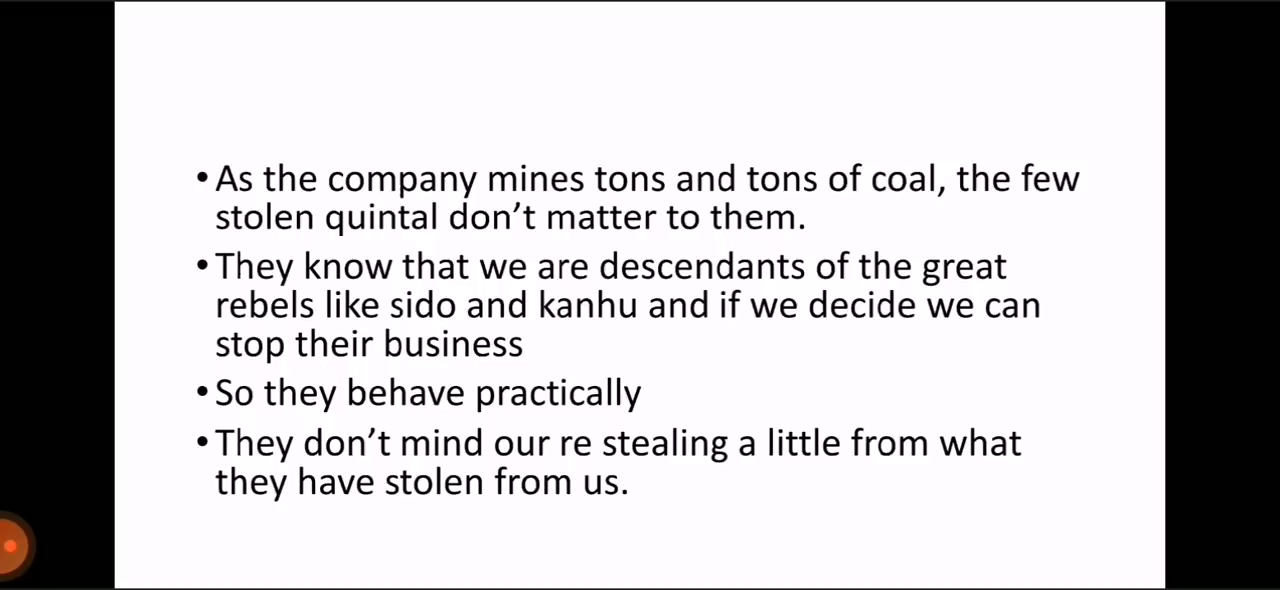 • As the company mines tons and tons of coal, the few
stolen quintal don’t matter to them.
• They know that we are descendants of the great
rebels like sido and kanhu and if we decide we can
stop their business
• So they behave practically
• They don’t mind our re stealing a little from what
they have stolen from us.